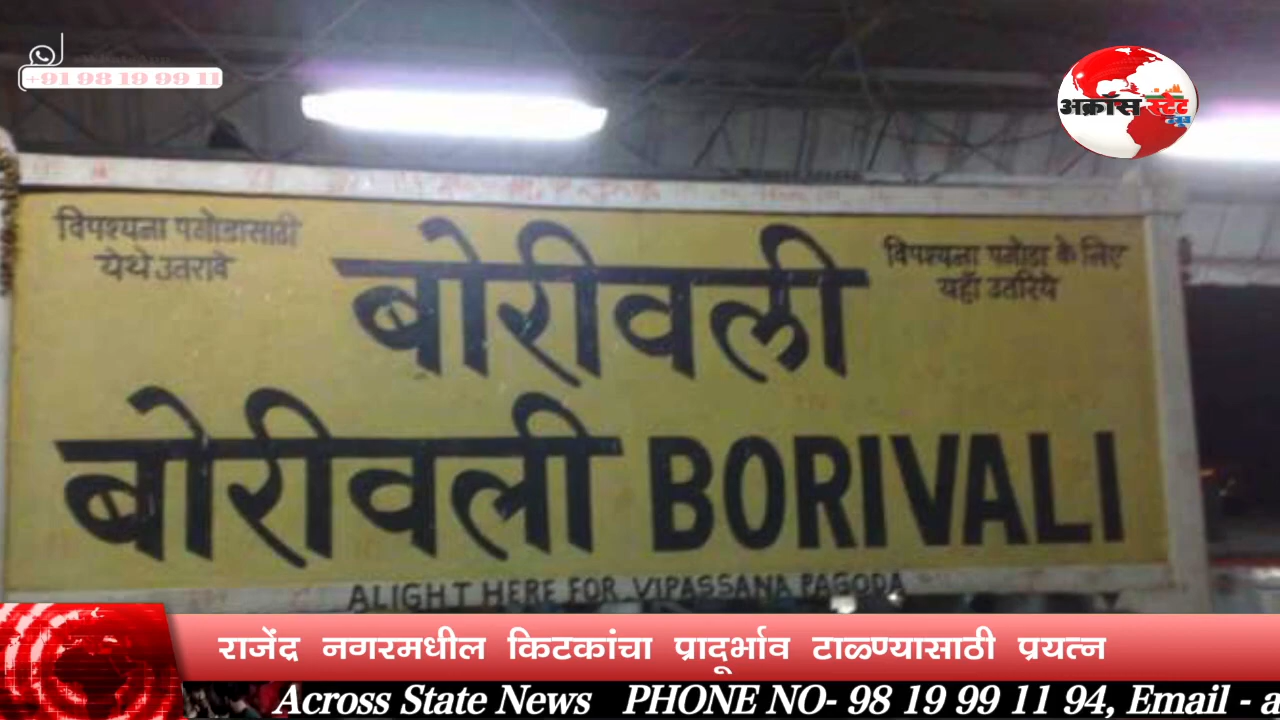 +91 98 19 99 11
अक्रॉस स्टेट
न्यूज
विपश्यना पगोडासाठी
येथे उतरावे
बोरीवली
विपश्यना पगोडा के लिए
यहाँ उतरिये
बोरीवली BORIVALI
ALIGHT HERE FOR VIPASSANA PAGODA
राजेंद्र नगरमधील किटकांचा प्रादूर्भाव टाळण्यासाठी प्रयत्न
Across State News PHONE NO- 98 19 99 11 94, Email - a